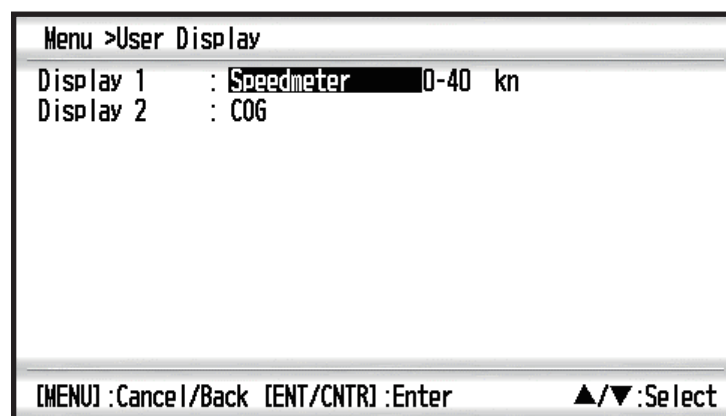 Menu >User Display
Display 1 : Speedmeter 0-40 kn
Display 2 : COG
[MENU] :Cancel/Back [ENT/CNTR] :Enter ▲/▼ :Select